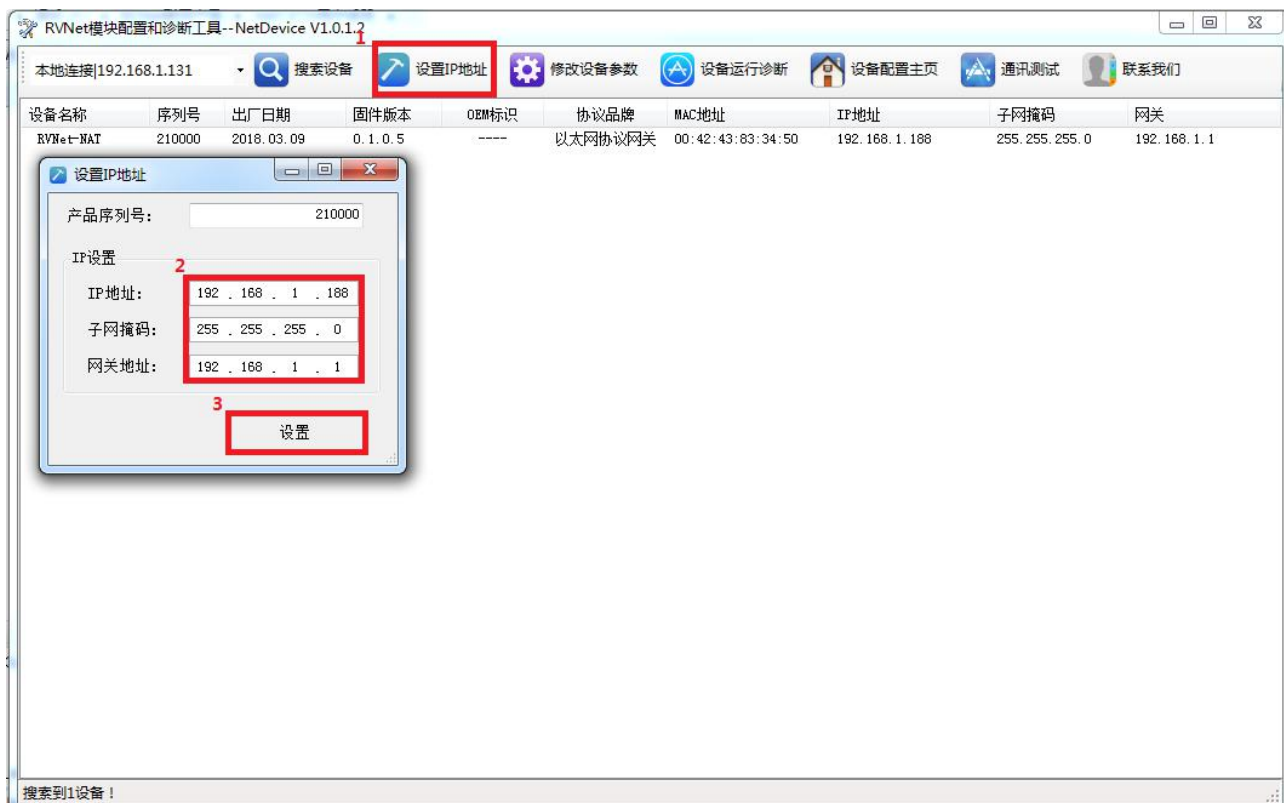 RVNet模块配置和诊断工具--NetDevice V1.0.1.2
1
本地连接|192.168.1.131 搜索设备 设置IP地址 修改设备参数 设备运行诊断 设备配置主页 通讯测试 联系我们
设备名称 序列号 出厂日期 固件版本 OEM标识 协议品牌 MAC地址 IP地址 子网掩码 网关
RVNet-NAT 210000 2018.03.09 0.1.0.5 ---- 以太网协议网关 00:42:43:83:34:50 192.168.1.188 255.255.255.0 192.168.1.1
设置IP地址
产品序列号： 210000
IP设置
2
IP地址： 192 . 168 . 1 . 188
子网掩码： 255 . 255 . 255 . 0
网关地址： 192 . 168 . 1 . 1
3
设置
搜索到1设备！